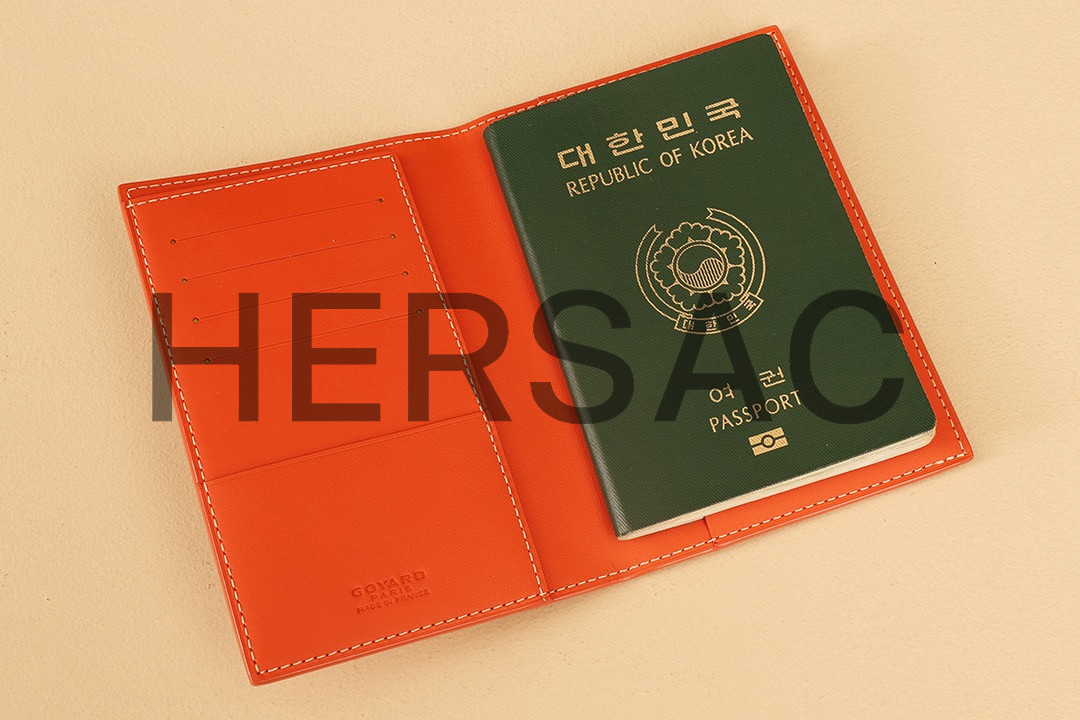 대한민국
REPUBLIC OF KOREA
대한민국
HERSAC
여권
PASSPORT
GOYARD
PARIS
MADE IN FRANCE